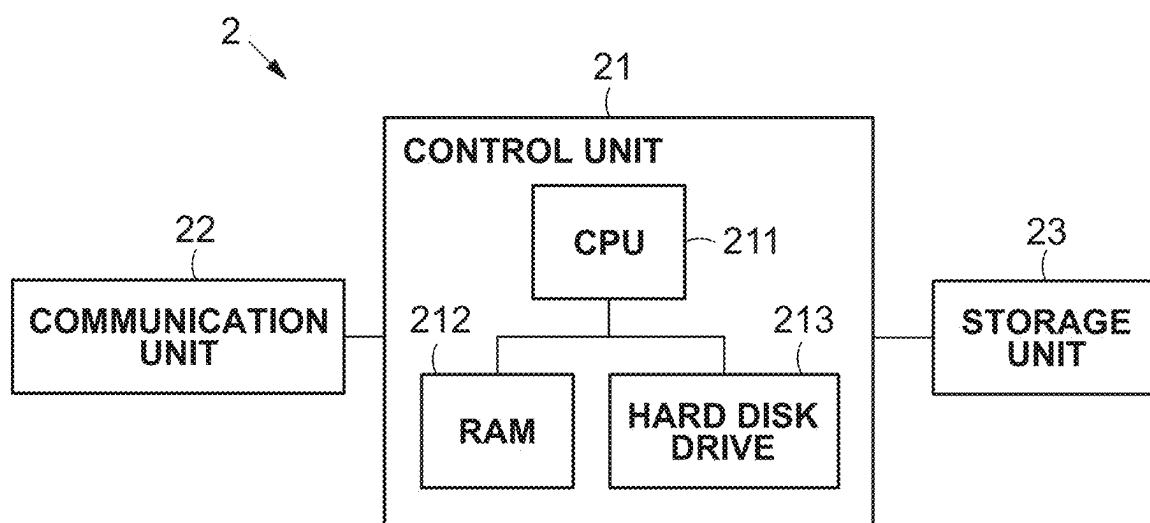 2
21
CONTROL UNIT
CPU
211
22
COMMUNICATION
UNIT
212
RAM
213
HARD DISK
DRIVE
23
STORAGE
UNIT